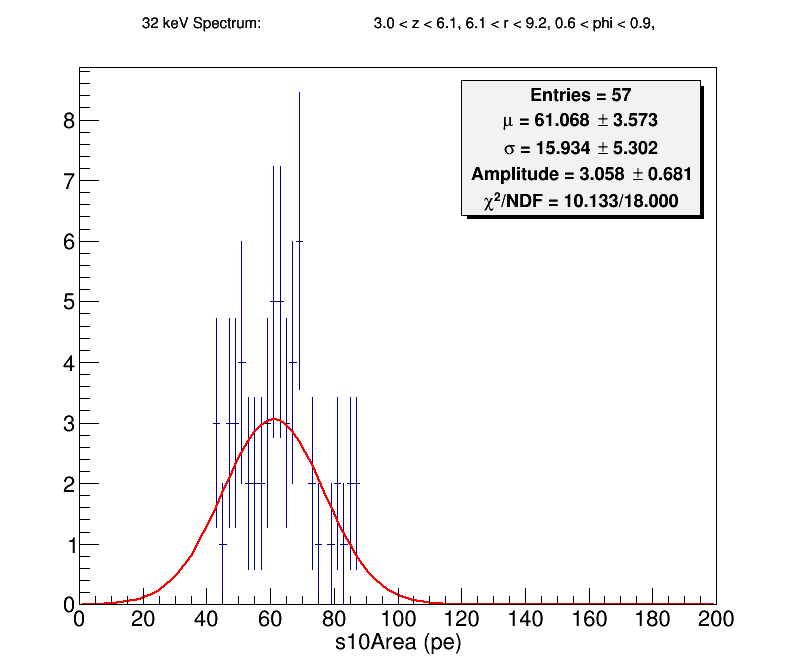 32 keV Spectrum: 3.0 < z < 6.1, 6.1 < r < 9.2, 0.6 < phi < 0.9,
Entries = 57
μ = 61.068 ± 3.573
σ = 15.934 ± 5.302
Amplitude = 3.058 ± 0.681
χ²/NDF = 10.133/18.000
8
7
6
5
4
3
2
1
0
0 20 40 60 80 100 120 140 160 180 200
s10Area (pe)